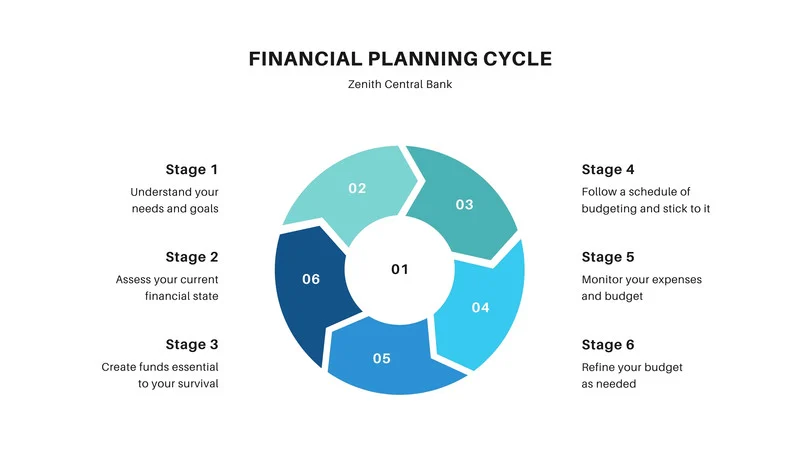 FINANCIAL PLANNING CYCLE
Zenith Central Bank
Stage 1
Understand your
needs and goals
Stage 2
Assess your current
financial state
Stage 3
Create funds essential
to your survival
02
03
06
01
04
05
Stage 4
Follow a schedule of
budgeting and stick to it
Stage 5
Monitor your expenses
and budget
Stage 6
Refine your budget
as needed